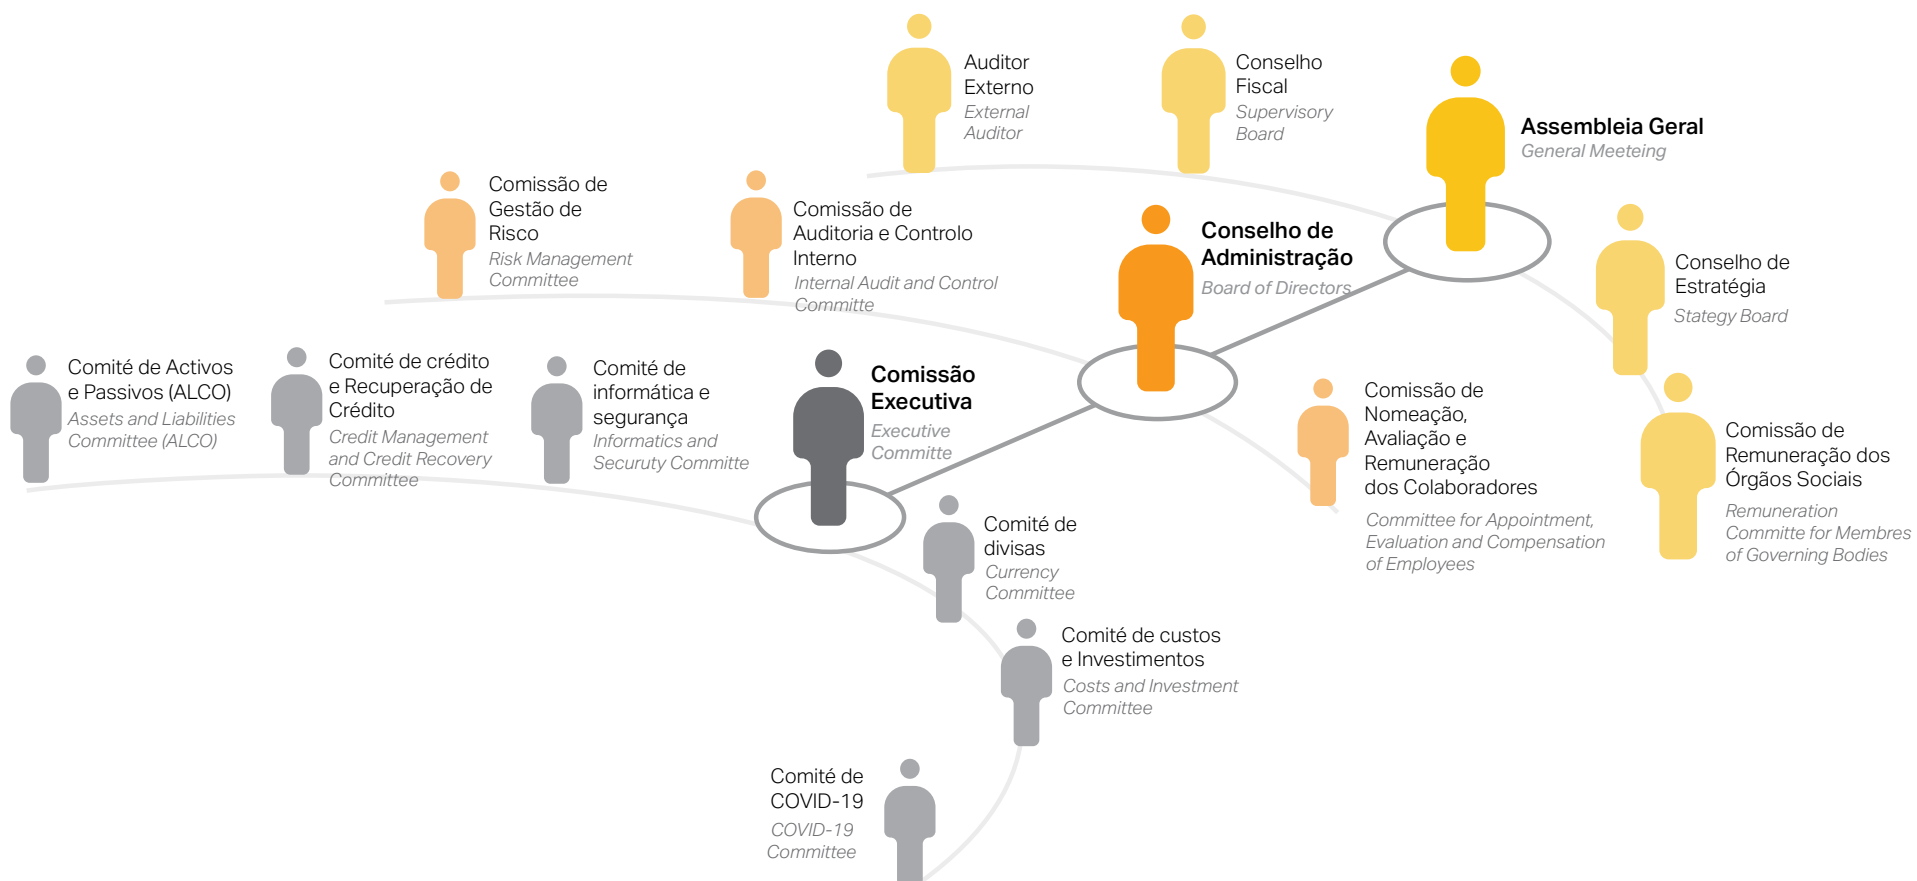 Auditor
Externo
External
Auditor
Conselho
Fiscal
Supervisory
Board
Assembleia Geral
General Meeteing
Comissão de
Gestão de
Risco
Risk Management
Committee
Comissão de
Auditoria e Controlo
Interno
Internal Audit and Control
Committe
Conselho de
Administração
Board of Directors
Conselho de
Estratégia
Stategy Board
Comité de Activos
e Passivos (ALCO)
Assets and Liabilities
Committee (ALCO)
Comité de crédito
e Recuperação de
Crédito
Credit Management
and Credit Recovery
Committee
Comité de
informática e
segurança
Informatics and
Securuty Committe
Comissão
Executiva
Executive
Committe
Comissão de
Nomeação,
Avaliação e
Remuneração
dos Colaboradores
Committee for Appointment,
Evaluation and Compensation
of Employees
Comissão de
Remuneração dos
Órgãos Sociais
Remuneration
Committe for Membres
of Governing Bodies
Comité de
divisas
Currency
Committee
Comité de custos
e Investimentos
Costs and Investment
Committee
Comité de
COVID-19
COVID-19
Committee